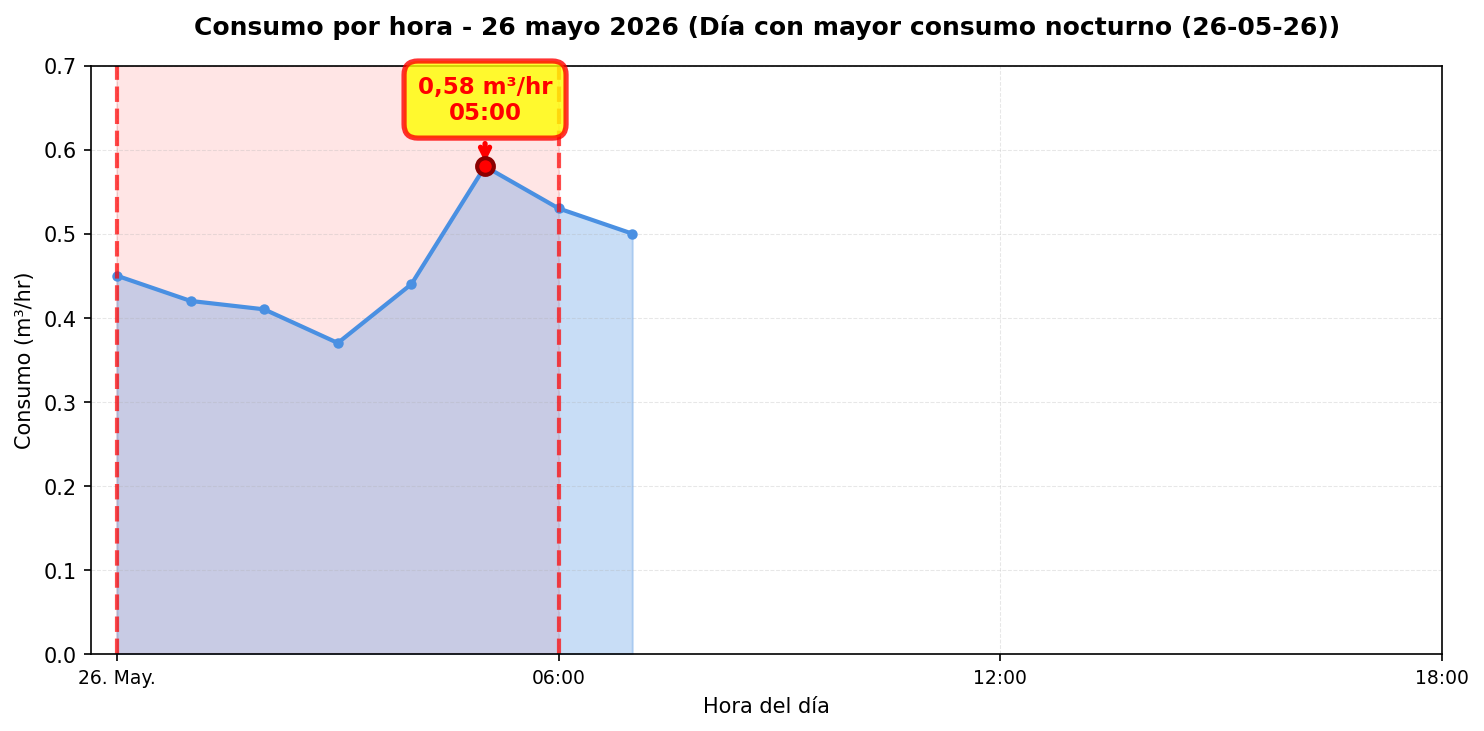 Consumo por hora - 26 mayo 2026 (Día con mayor consumo nocturno (26-05-26))
0,58 m³/hr
05:00
Consumo (m³/hr)
0.7
0.6
0.5
0.4
0.3
0.2
0.1
0.0
26. May.
06:00
12:00
18:00
Hora del día